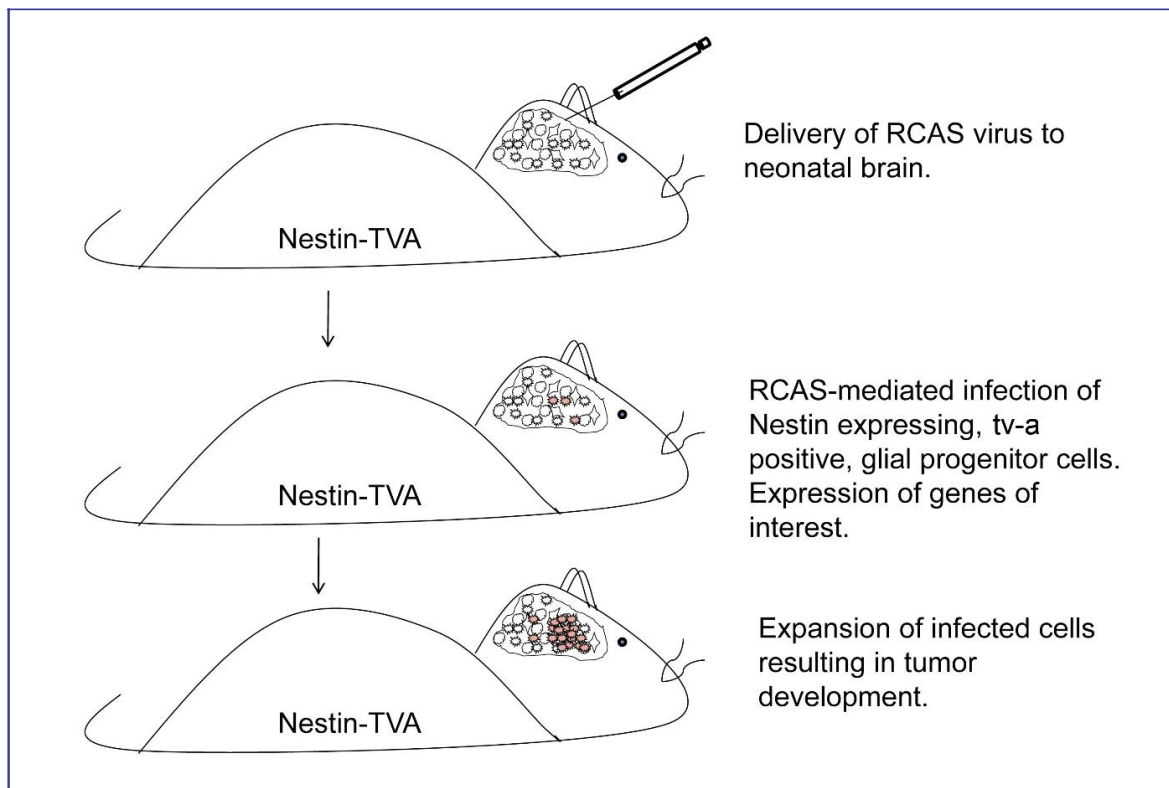 Delivery of RCAS virus to
neonatal brain.
Nestin-TVA
RCAS-mediated infection of
Nestin expressing, tv-a
positive, glial progenitor cells.
Expression of genes of
interest.
Nestin-TVA
Expansion of infected cells
resulting in tumor
development.
Nestin-TVA